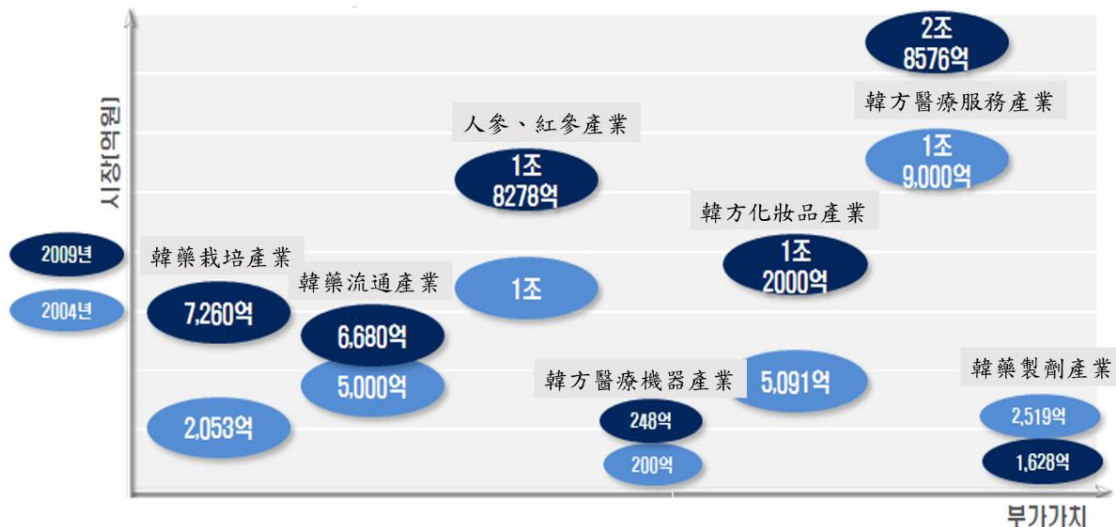 시장(억원)
2009년
2004년
韓藥栽培產業
7,260억
2,053억
韓藥流通產業
6,680억
5,000억
人參、紅參產業
1조
8278억
1조
韓方醫療機器產業
248억
200억
韓方化妝品產業
1조
2000억
5,091억
2조
8576억
韓方醫療服務產業
1조
9,000억
韓藥製劑產業
2,519억
1,628억
부가가치